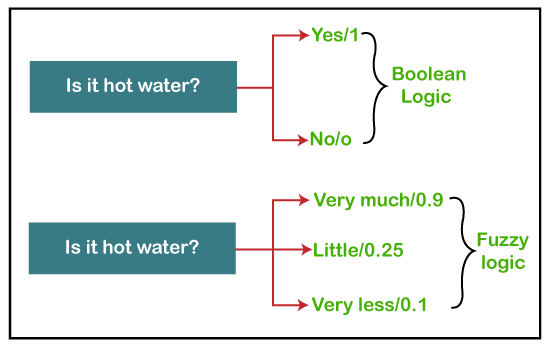 Is it hot water?
Yes/1
No/o
Boolean
Logic
Is it hot water?
Very much/0.9
Little/0.25
Very less/0.1
Fuzzy
logic